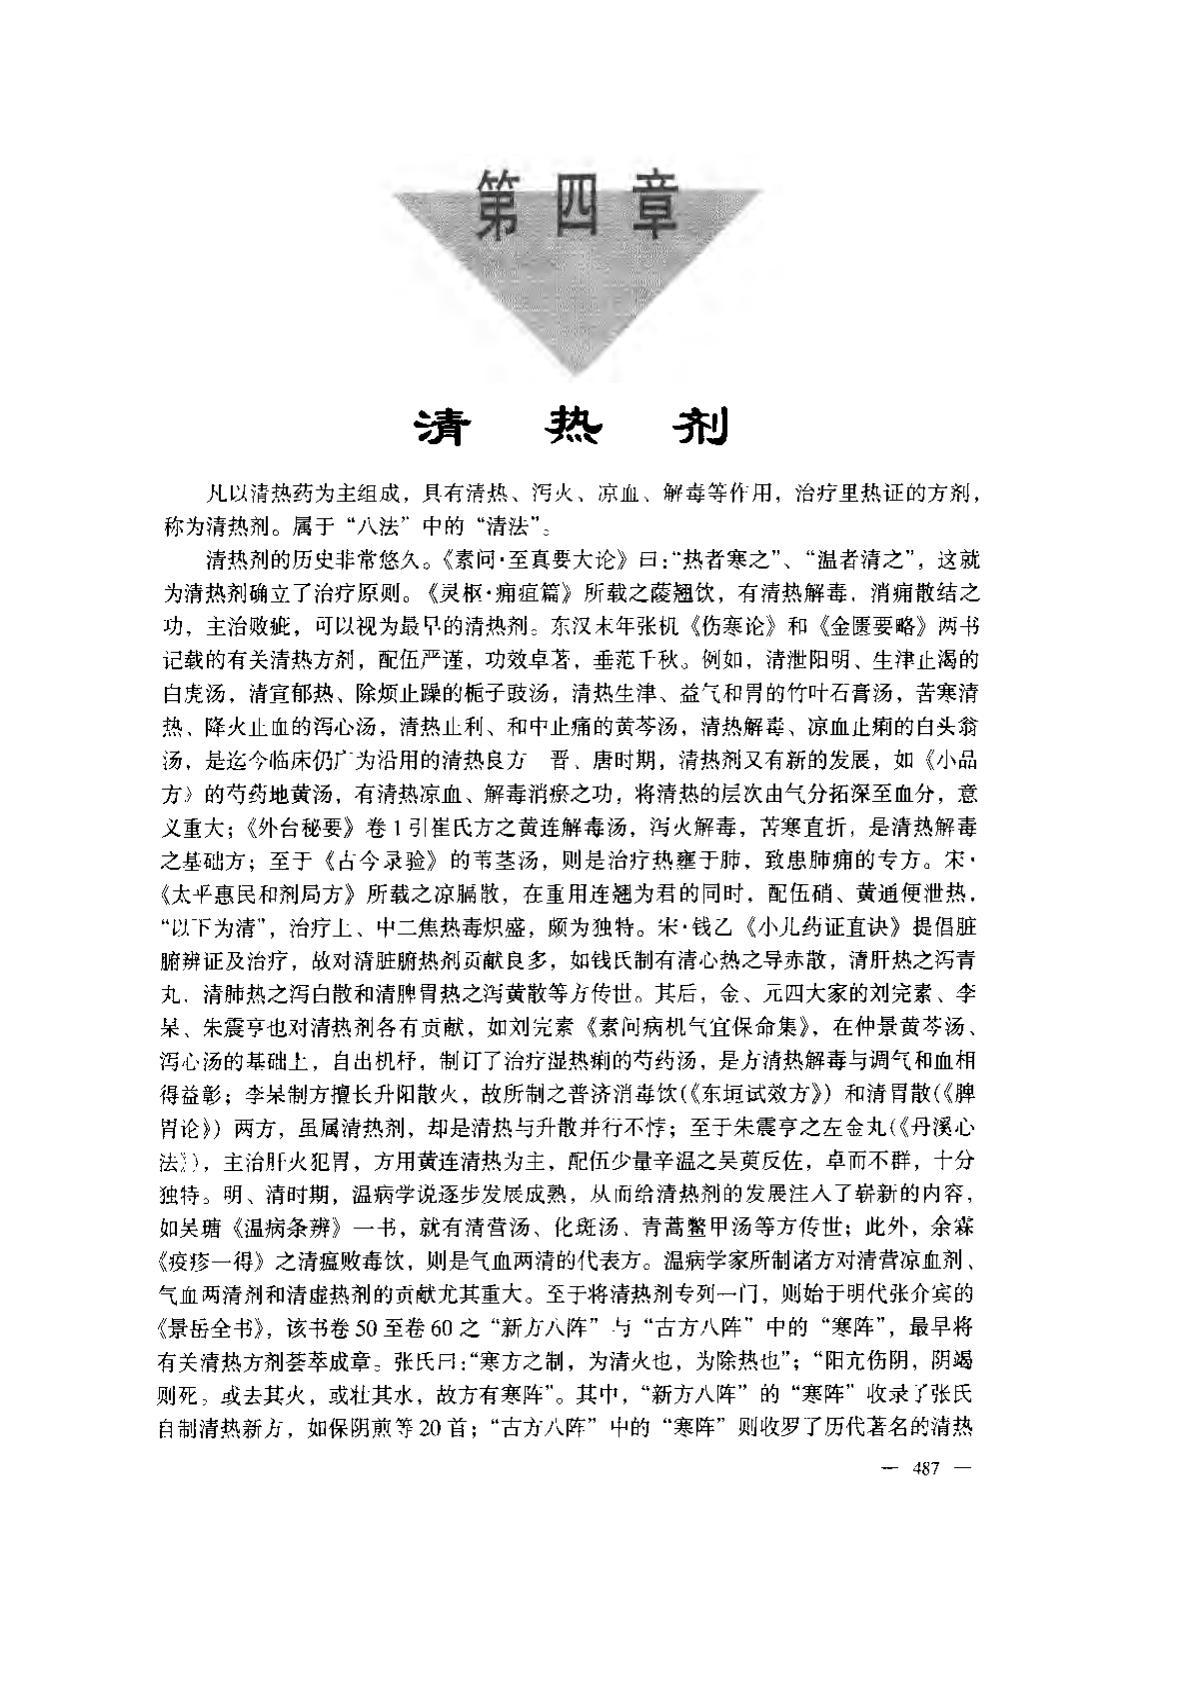 第四章
清热剂
凡以清热药为主组成，具有清热、泻火、凉血、解毒等作用，治疗里热证的方剂，
称为清热剂。属于“八法”中的“清法”。
清热剂的历史非常悠久。《素问·至真要大论》曰：“热者寒之”、“温者清之”，这就
为清热剂确立了治疗原则。《灵枢·痈疽篇》所载之䔖翘饮，有清热解毒，消痈散结之
功，主治败疵，可以视为最早的清热剂。东汉末年张机《伤寒论》和《金匮要略》两书
记载的有关清热方剂，配伍严谨，功效卓著，垂范千秋。例如，清泄阳明、生津止渴的
白虎汤，清宣郁热、除烦止躁的栀子豉汤，清热生津、益气和胃的竹叶石膏汤，苦寒清
热、降火止血的泻心汤，清热止利、和中止痛的黄芩汤，清热解毒、凉血止痢的白头翁
汤，是迄今临床仍广为沿用的清热良方 晋、唐时期，清热剂又有新的发展，如《小品
方》的芍药地黄汤，有清热凉血、解毒消瘀之功，将清热的层次由气分拓深至血分，意
义重大；《外台秘要》卷1引崔氏方之黄连解毒汤，泻火解毒，苦寒直折，是清热解毒
之基础方；至于《古今录验》的苇茎汤，则是治疗热壅于肺，致患肺痈的专方。宋·
《太平惠民和剂局方》所载之凉膈散，在重用连翘为君的同时，配伍硝、黄通便泄热，
“以下为清”，治疗上、中二焦热毒炽盛，颇为独特。宋·钱乙《小儿药证直诀》提倡脏
腑辨证及治疗，故对清脏腑热剂贡献良多，如钱氏制有清心热之导赤散，清肝热之泻青
丸，清肺热之泻白散和清脾胃热之泻黄散等方传世。其后，金、元四大家的刘完素、李
杲、朱震亨也对清热剂各有贡献，如刘完素《素问病机气宜保命集》，在仲景黄芩汤、
泻心汤的基础上，自出机杼，制订了治疗湿热痢的芍药汤，是方清热解毒与调气和血相
得益彰；李杲制方擅长升阳散火，故所制之普济消毒饮（《东垣试效方》）和清胃散（《脾
胃论》）两方，虽属清热剂，却是清热与升散并行不悖；至于朱震亨之左金丸（《丹溪心
法》），主治肝火犯胃，方用黄连清热为主，配伍少量辛温之吴萸反佐，卓而不群，十分
独特。明、清时期，温病学说逐步发展成熟，从而给清热剂的发展注入了崭新的内容，
如吴瑭《温病条辨》一书，就有清营汤、化斑汤、青蒿鳖甲汤等方传世；此外，余霖
《疫疹一得》之清瘟败毒饮，则是气血两清的代表方。温病学家所制诸方对清营凉血剂、
气血两清剂和清虚热剂的贡献尤其重大。至于将清热剂专列一门，则始于明代张介宾的
《景岳全书》，该书卷50至卷60之“新方八阵”与“古方八阵”中的“寒阵”，最早将
有关清热方剂荟萃成章。张氏曰：“寒方之制，为清火也，为除热也”；“阳亢伤阴，阴竭
则死。或去其火，或壮其水，故方有寒阵”。其中，“新方八阵”的“寒阵”收录了张氏
自制清热新方，如保阴煎等20首；“古方八阵”中的“寒阵”则收罗了历代著名的清热
— 487 —